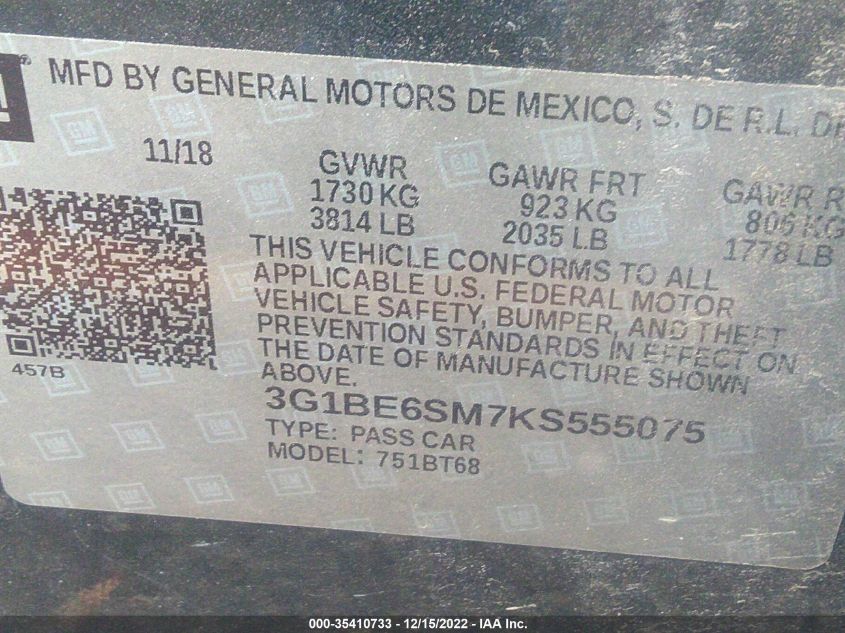 MFD BY GENERAL MOTORS DE MEXICO, S. DE R.L. DE
11/18
GVWR GAWR FRT GAWR R
1730 KG 923 KG 806 KG
3814 LB 2035 LB 1778 LB
THIS VEHICLE CONFORMS TO ALL
APPLICABLE U.S. FEDERAL MOTOR
VEHICLE SAFETY, BUMPER, AND THEFT
PREVENTION STANDARDS IN EFFECT ON
THE DATE OF MANUFACTURE SHOWN
ABOVE.
457B
3G1BE6SM7KS555075
TYPE: PASS CAR
MODEL: 751BT68
000-35410733 - 12/15/2022 - IAA Inc.